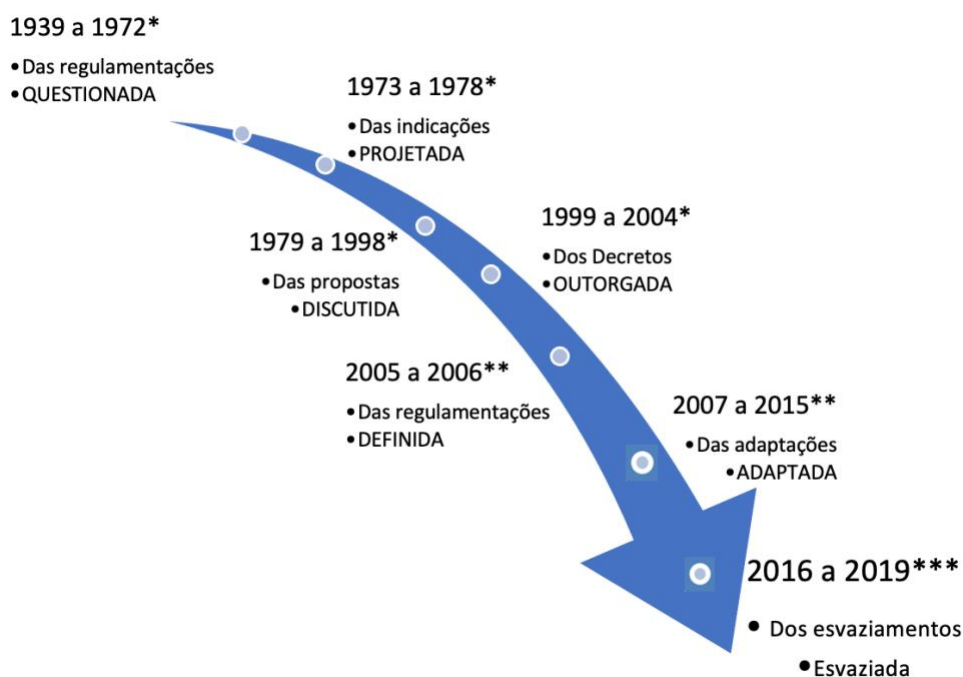 1939 a 1972*
•Das regulamentações
•QUESTIONADA
1973 a 1978*
•Das indicações
•PROJETADA
1979 a 1998*
•Das propostas
•DISCUTIDA
1999 a 2004*
•Dos Decretos
•OUTORGADA
2005 a 2006**
•Das regulamentações
•DEFINIDA
2007 a 2015**
•Das adaptações
•ADAPTADA
2016 a 2019***
• Dos esvaziamentos
•Esvaziada